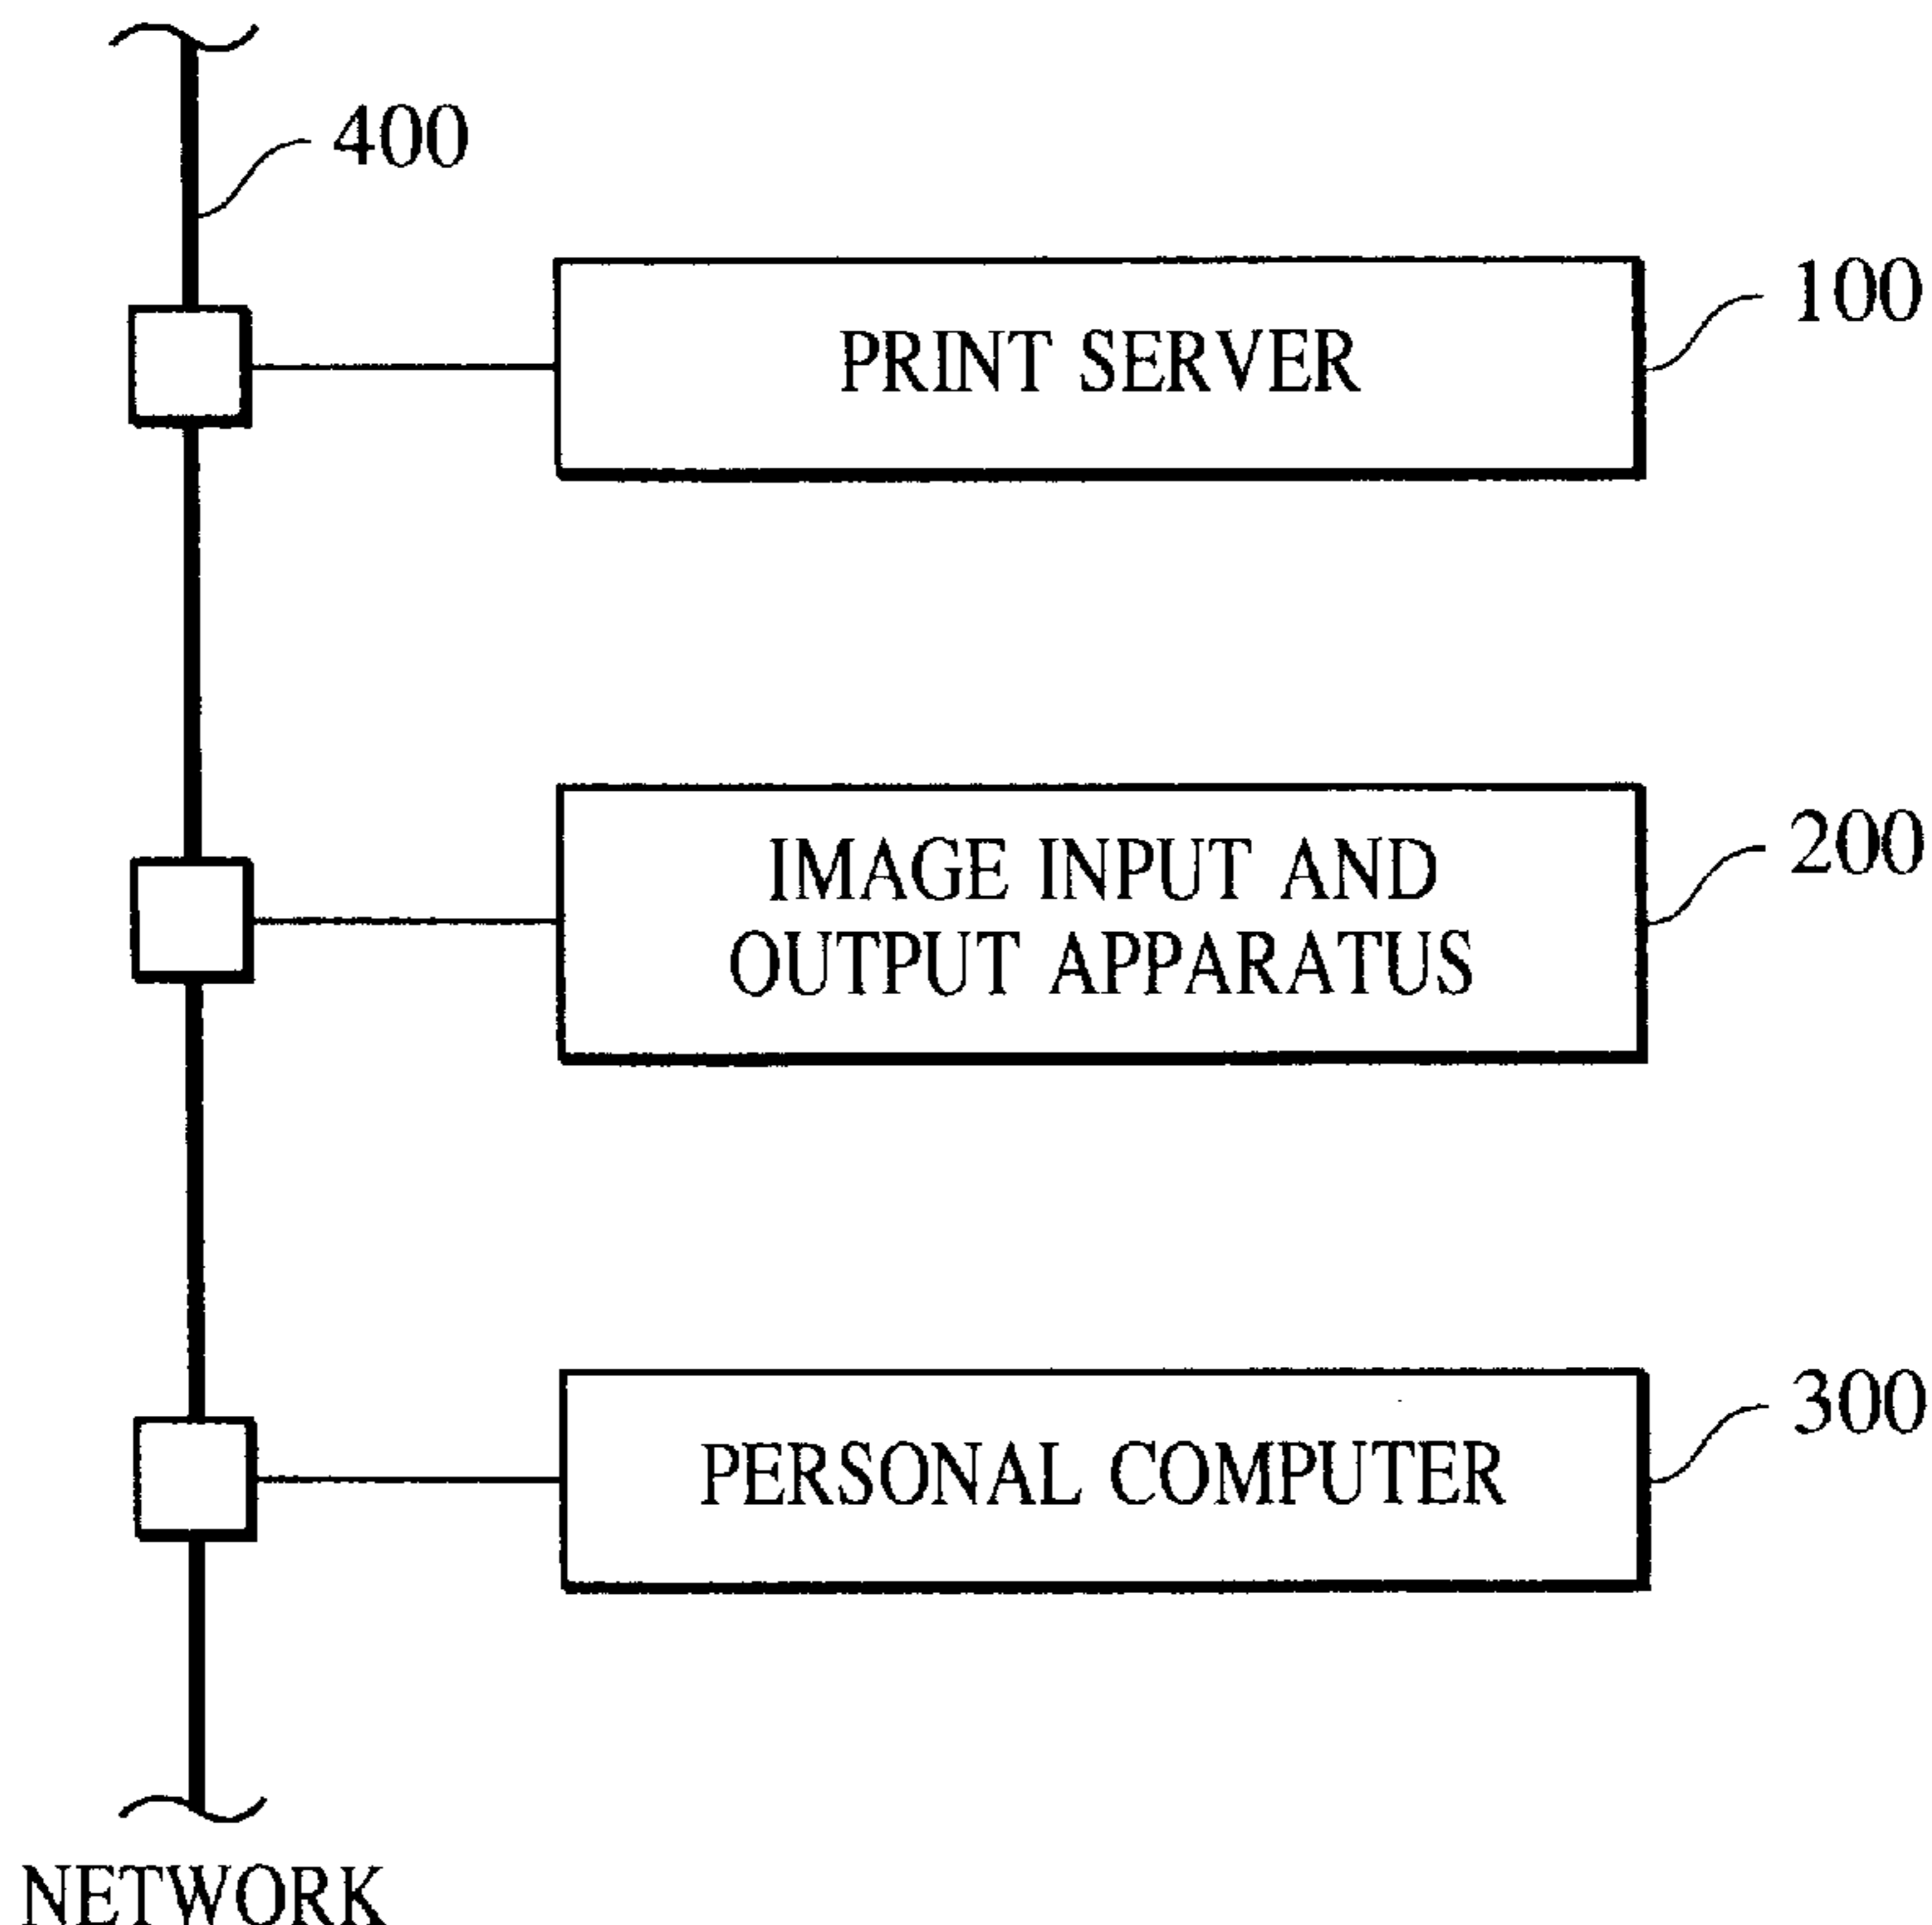 400
100
PRINT SERVER
200
IMAGE INPUT AND
OUTPUT APPARATUS
300
PERSONAL COMPUTER
NETWORK